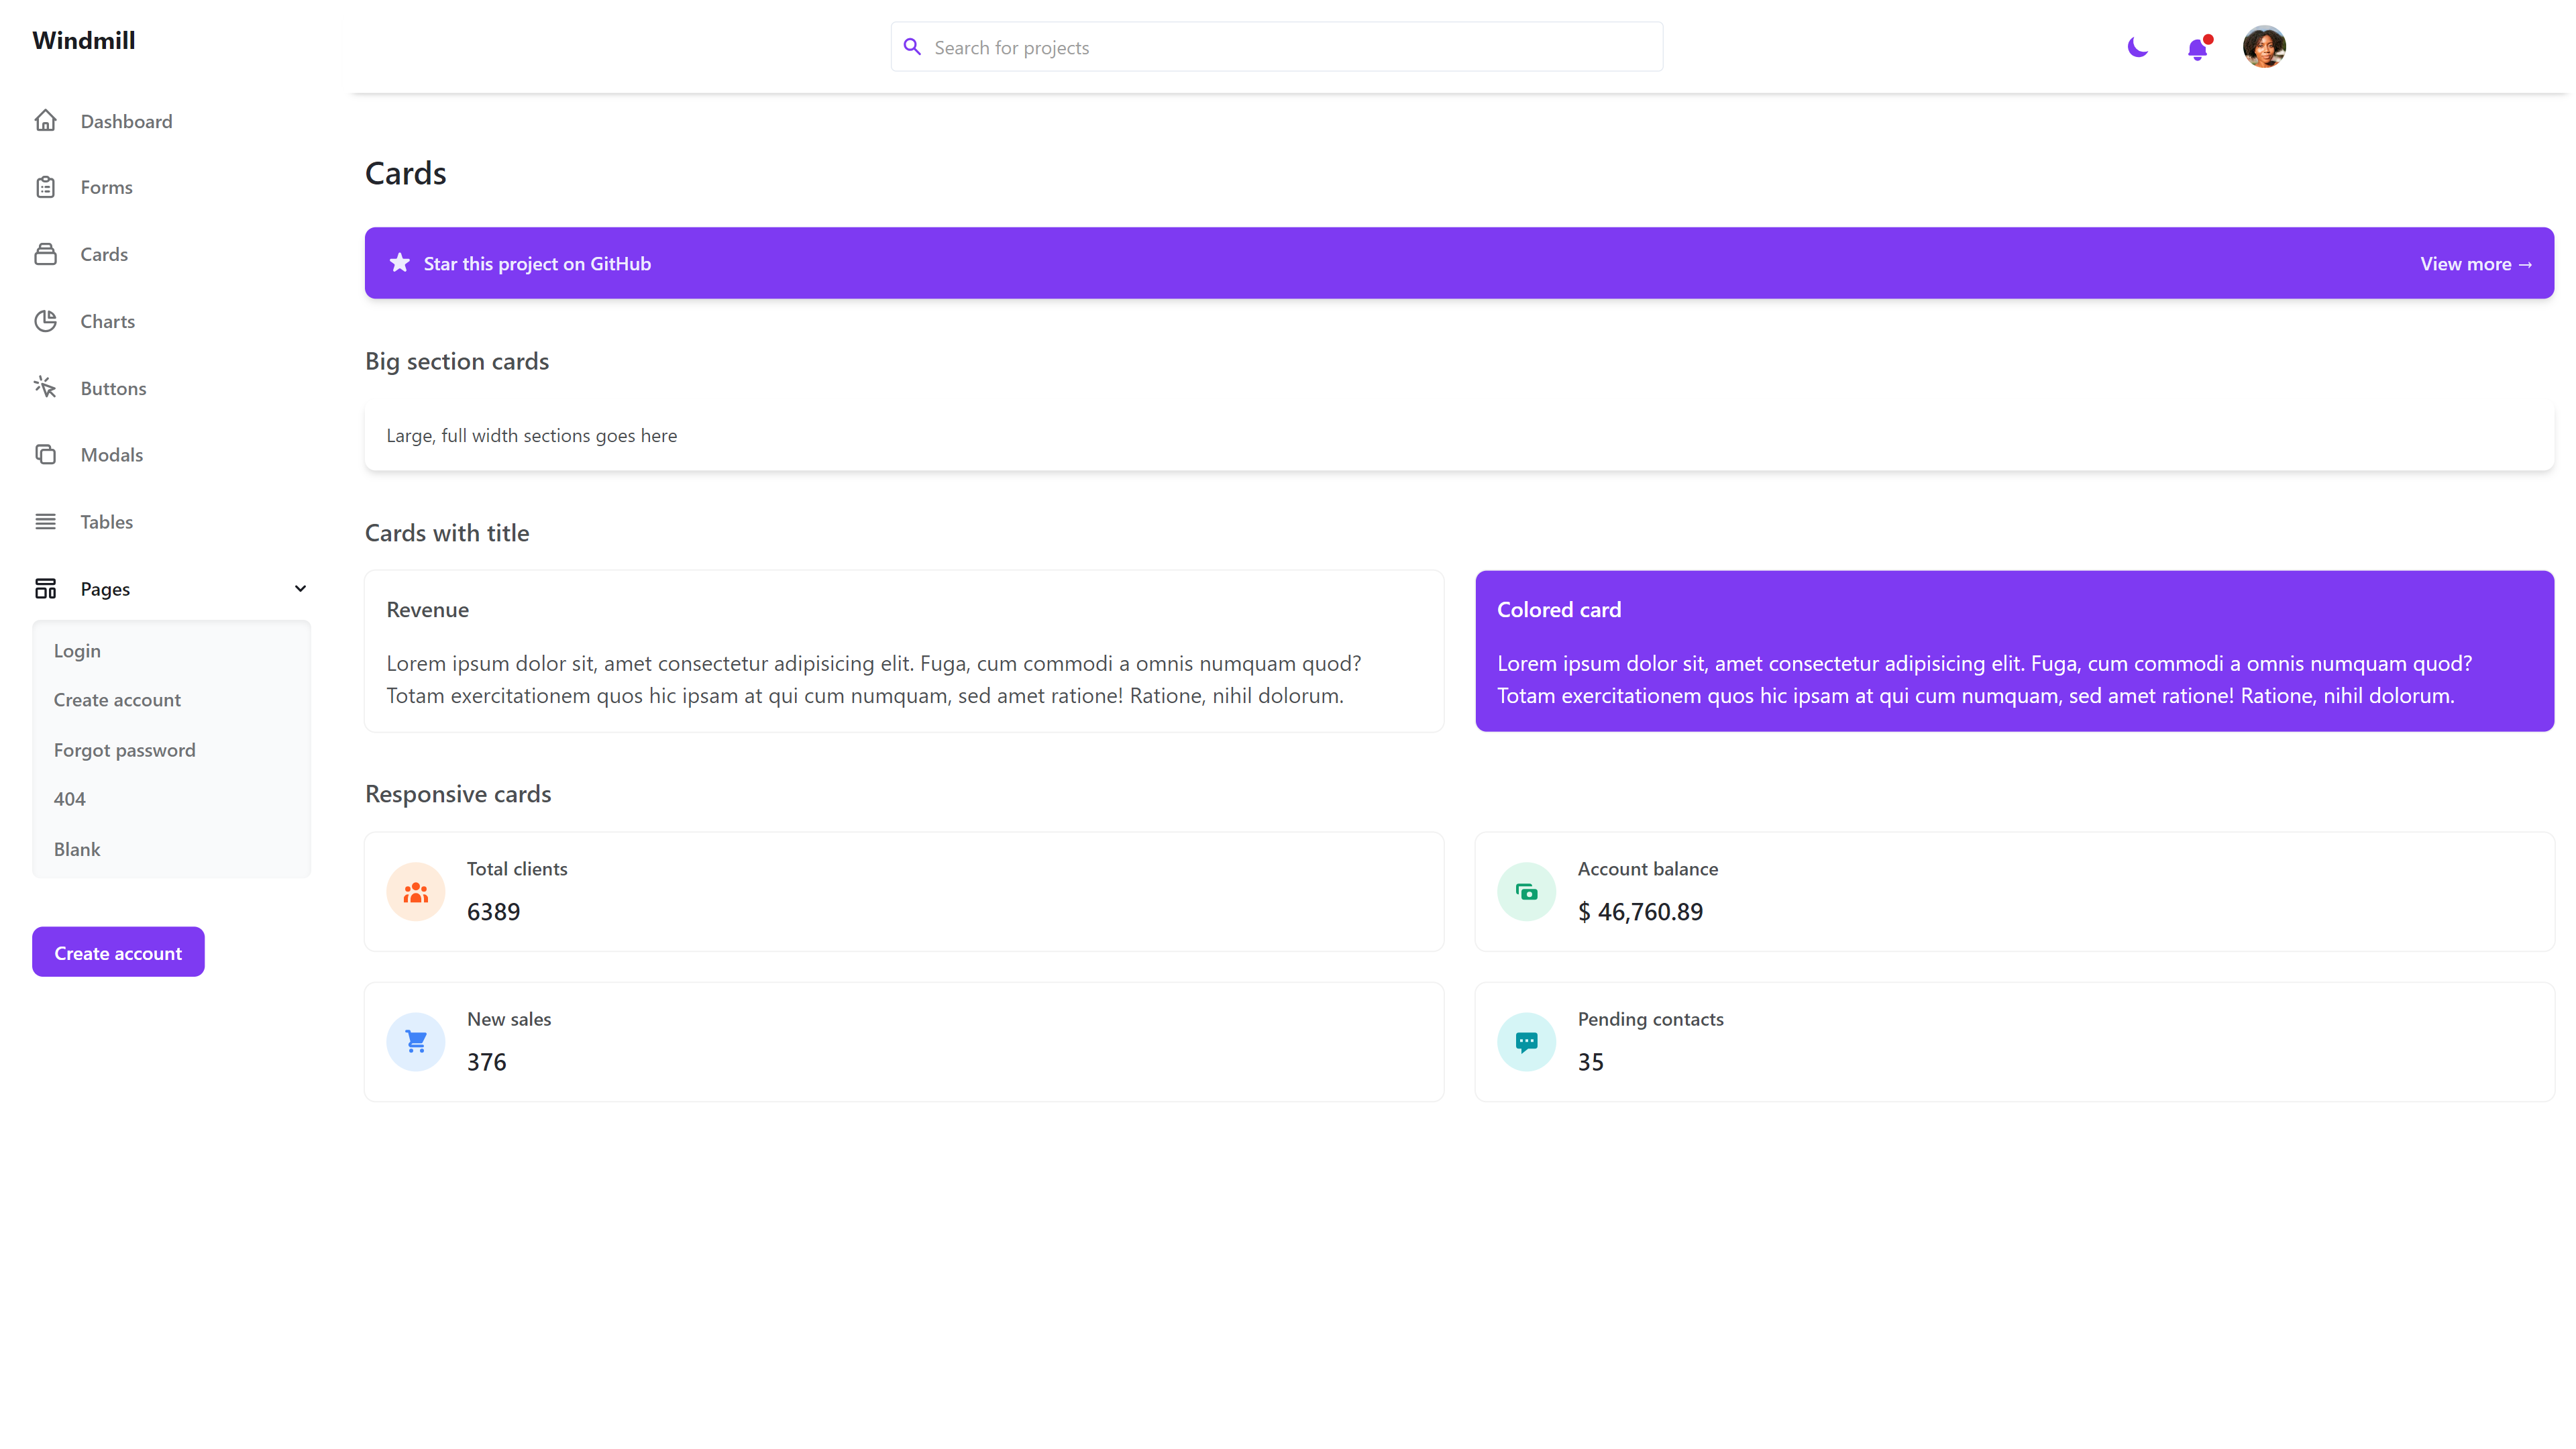 Windmill
Search for projects
Dashboard
Forms
Cards
Charts
Buttons
Modals
Tables
Pages
Login
Create account
Forgot password
404
Blank
Create account
Cards
Star this project on GitHub
View more →
Big section cards
Large, full width sections goes here
Cards with title
Revenue
Lorem ipsum dolor sit, amet consectetur adipisicing elit. Fuga, cum commodi a omnis numquam quod?
Totam exercitationem quos hic ipsam at qui cum numquam, sed amet ratione! Ratione, nihil dolorum.
Colored card
Lorem ipsum dolor sit, amet consectetur adipisicing elit. Fuga, cum commodi a omnis numquam quod?
Totam exercitationem quos hic ipsam at qui cum numquam, sed amet ratione! Ratione, nihil dolorum.
Responsive cards
Total clients
6389
Account balance
$ 46,760.89
New sales
376
Pending contacts
35